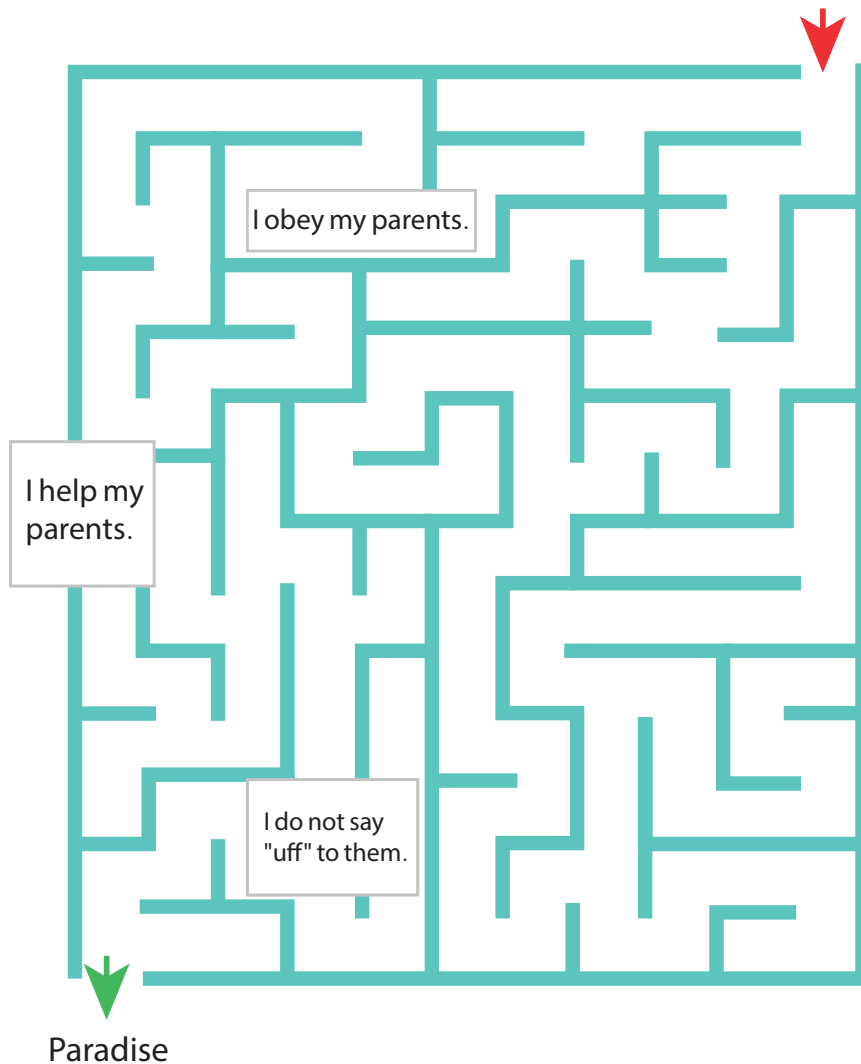 I obey my parents.
I help my
parents.
I do not say
"uff" to them.
Paradise